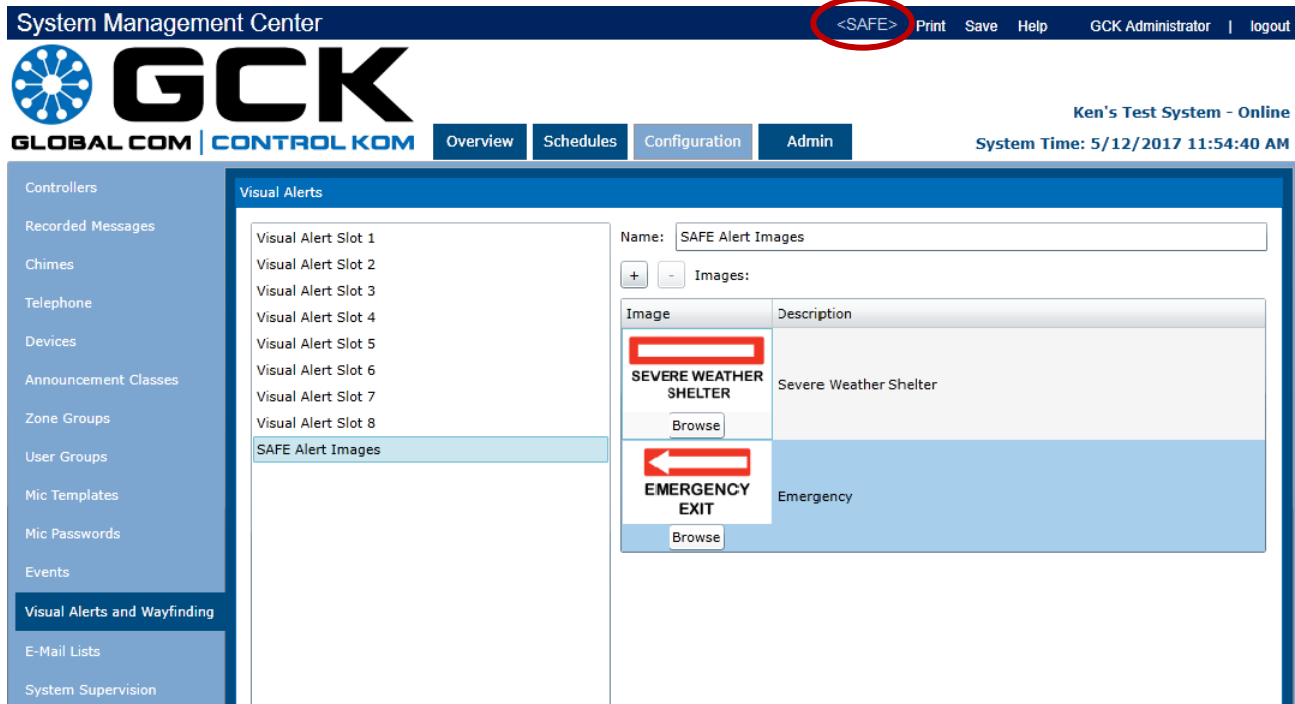 System Management Center
<SAFE> Print Save Help GCK Administrator | logout
GCK
GLOBALCOM | CONTROLKOM
Overview Schedules Configuration Admin
Ken's Test System - Online
System Time: 5/12/2017 11:54:40 AM
Controllers
Recorded Messages
Chimes
Telephone
Devices
Announcement Classes
Zone Groups
User Groups
Mic Templates
Mic Passwords
Events
Visual Alerts and Wayfinding
E-Mail Lists
System Supervision
Visual Alerts
Visual Alert Slot 1
Visual Alert Slot 2
Visual Alert Slot 3
Visual Alert Slot 4
Visual Alert Slot 5
Visual Alert Slot 6
Visual Alert Slot 7
Visual Alert Slot 8
SAFE Alert Images
Name: SAFE Alert Images
+ - Images:
Image Description
SEVERE WEATHER
SHELTER
Browse
Severe Weather Shelter
EMERGENCY
EXIT
Browse
Emergency